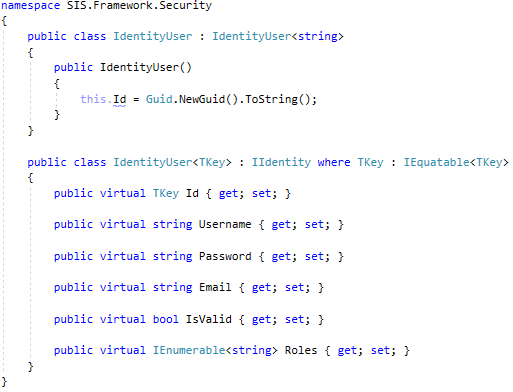 namespace SIS.Framework.Security
{
    public class IdentityUser : IdentityUser<string>
    {
        public IdentityUser()
        {
            this.Id = Guid.NewGuid().ToString();
        }
    }

    public class IdentityUser<TKey> : IIdentity where TKey : IEquatable<TKey>
    {
        public virtual TKey Id { get; set; }

        public virtual string Username { get; set; }

        public virtual string Password { get; set; }

        public virtual string Email { get; set; }

        public virtual bool IsValid { get; set; }

        public virtual IEnumerable<string> Roles { get; set; }
    }
}